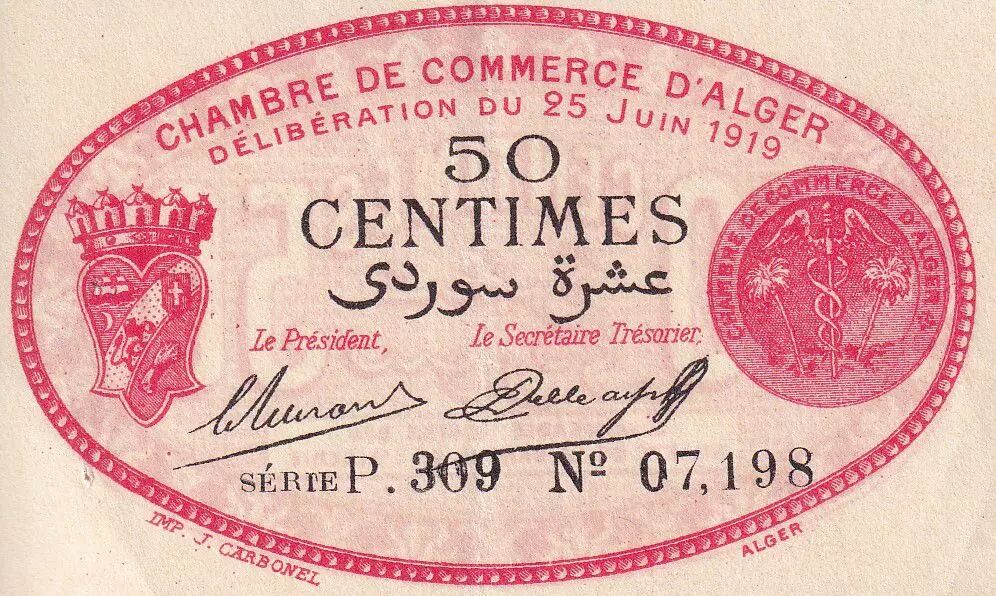 CHAMBRE DE COMMERCE D'ALGER
DÉLIBÉRATION DU 25 JUIN 1919
50
CENTIMES
عشرة سوردى
CHAMBRE DE COMMERCE D'ALGER
Le Président,
Le Secrétaire Trésorier,
SÉRIE P. 309 Nº 07,198
IMP. J. CARBONEL
ALGER